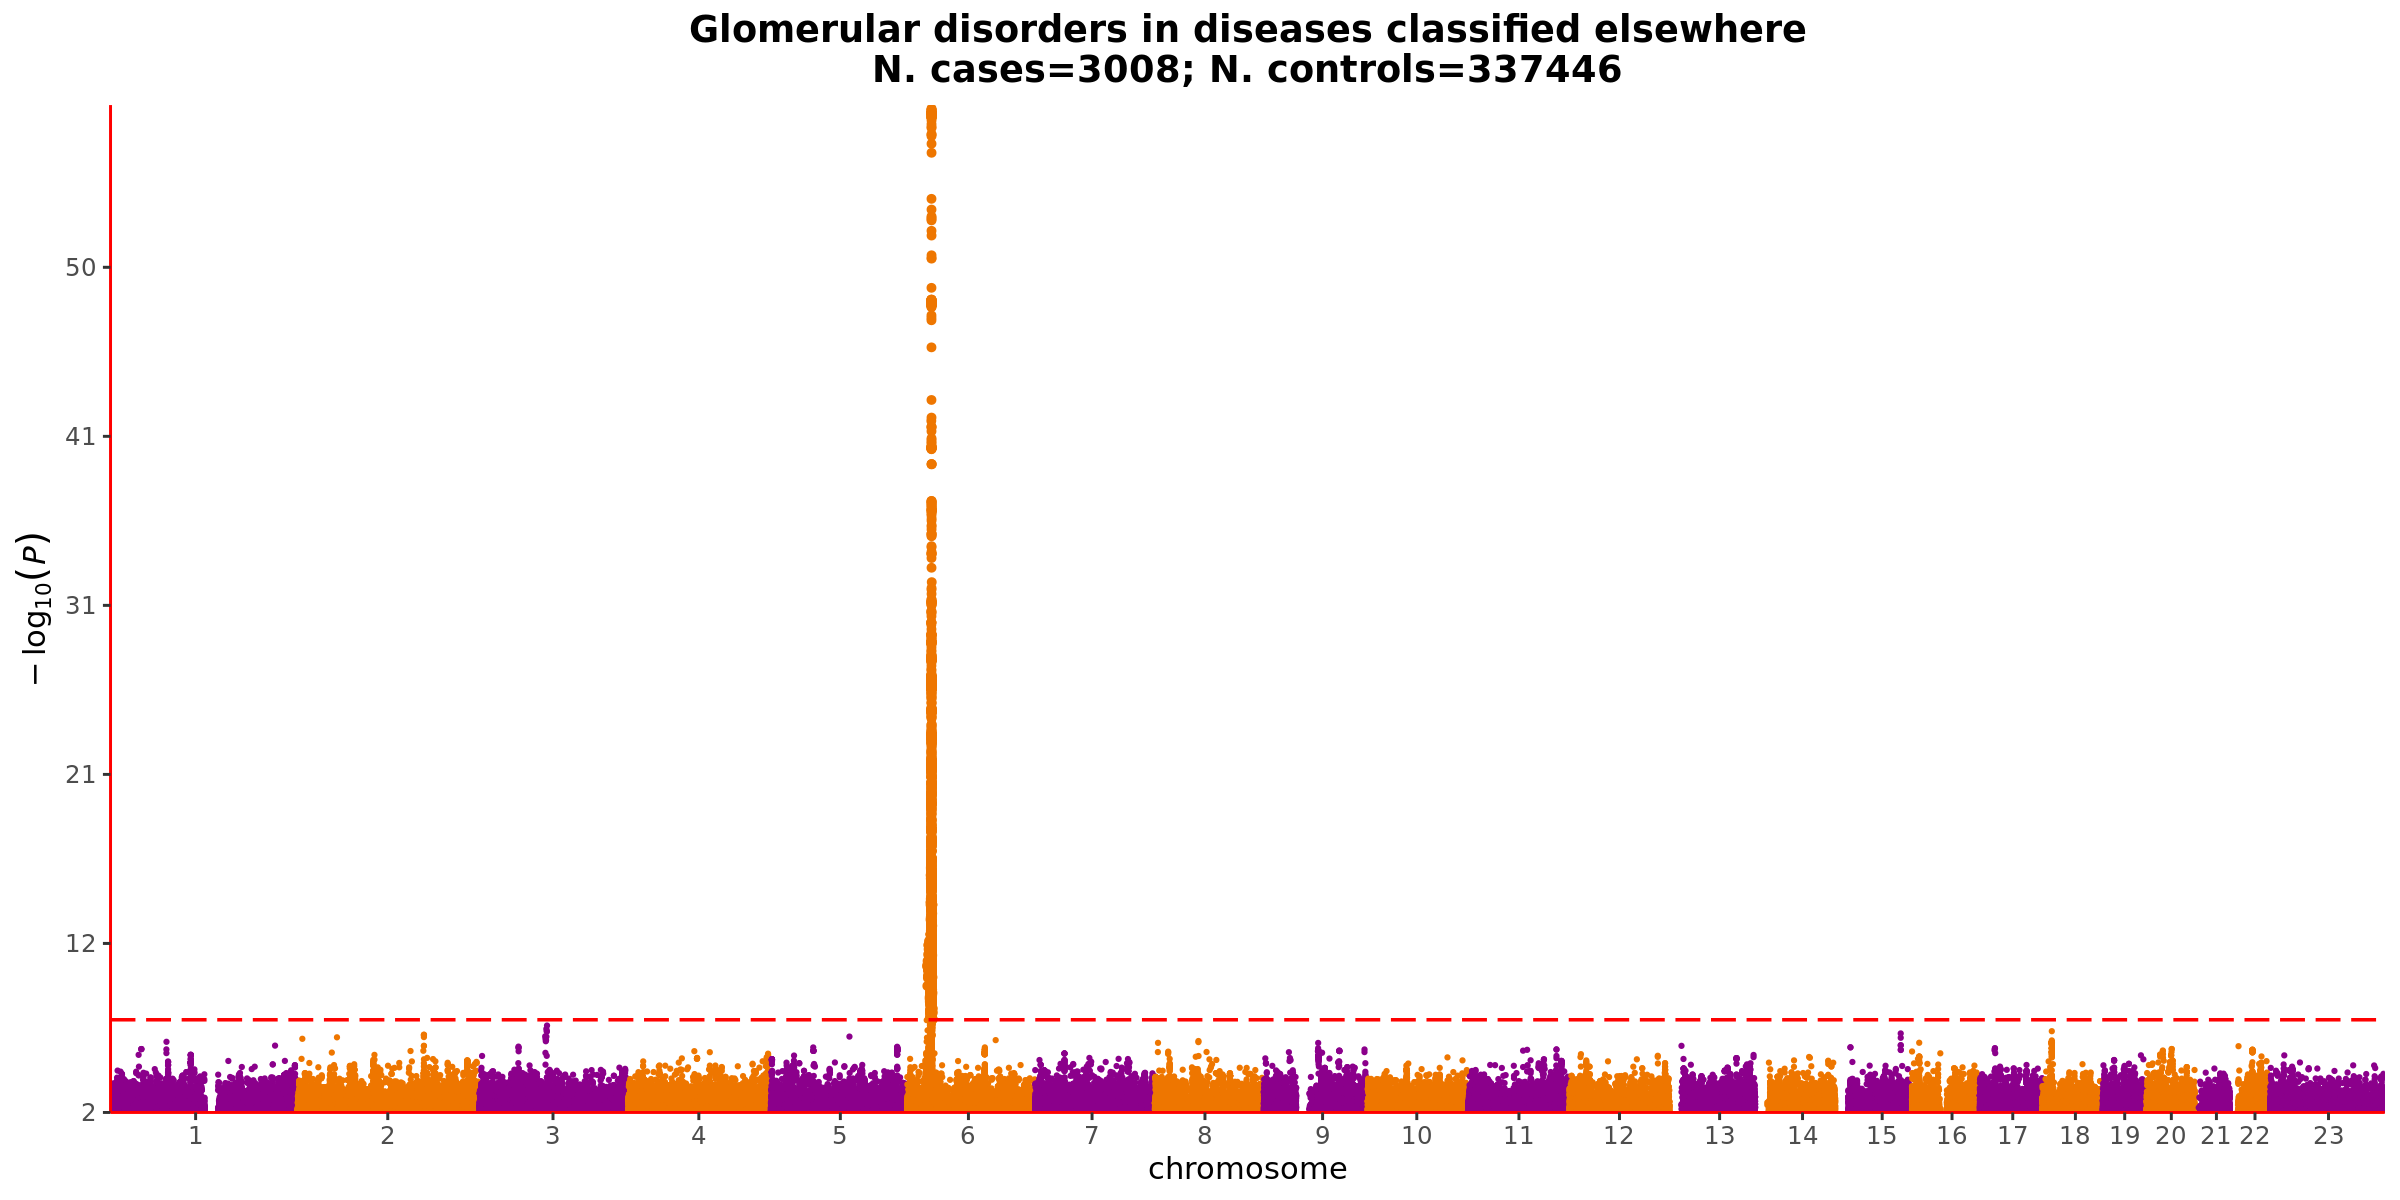 Glomerular disorders in diseases classified elsewhere
N. cases=3008; N. controls=337446
50
41
31
21
12
2
−log10(P)
1 2 3 4 5 6 7 8 9 10 11 12 13 14 15 16 17 18 19 20 21 22 23
chromosome